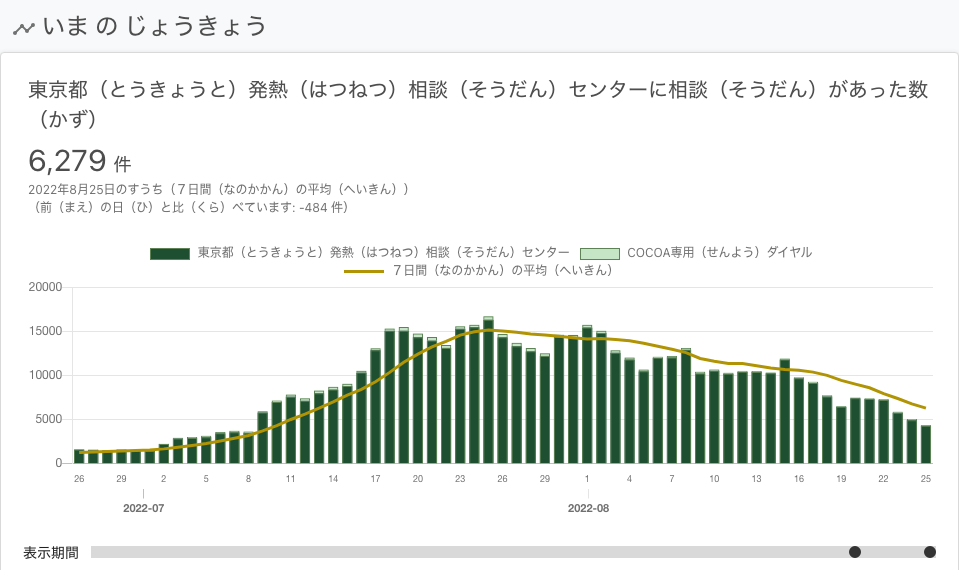 いま の じょうきょう
東京都（とうきょうと）発熱（はつねつ）相談（そうだん）センターに相談（そうだん）があった数
（かず）
6,279 件
2022年8月25日のすうち（７日間（なのかかん）の平均（へいきん））
（前（まえ）の日（ひ）と比（くら）べています: -484 件）
東京都（とうきょうと）発熱（はつねつ）相談（そうだん）センター COCOA専用（せんよう）ダイヤル
７日間（なのかかん）の平均（へいきん）
20000
15000
10000
5000
0
26 29 2 5 8 11 14 17 20 23 26 29 1 4 7 10 13 16 19 22 25
2022-07 2022-08
表示期間